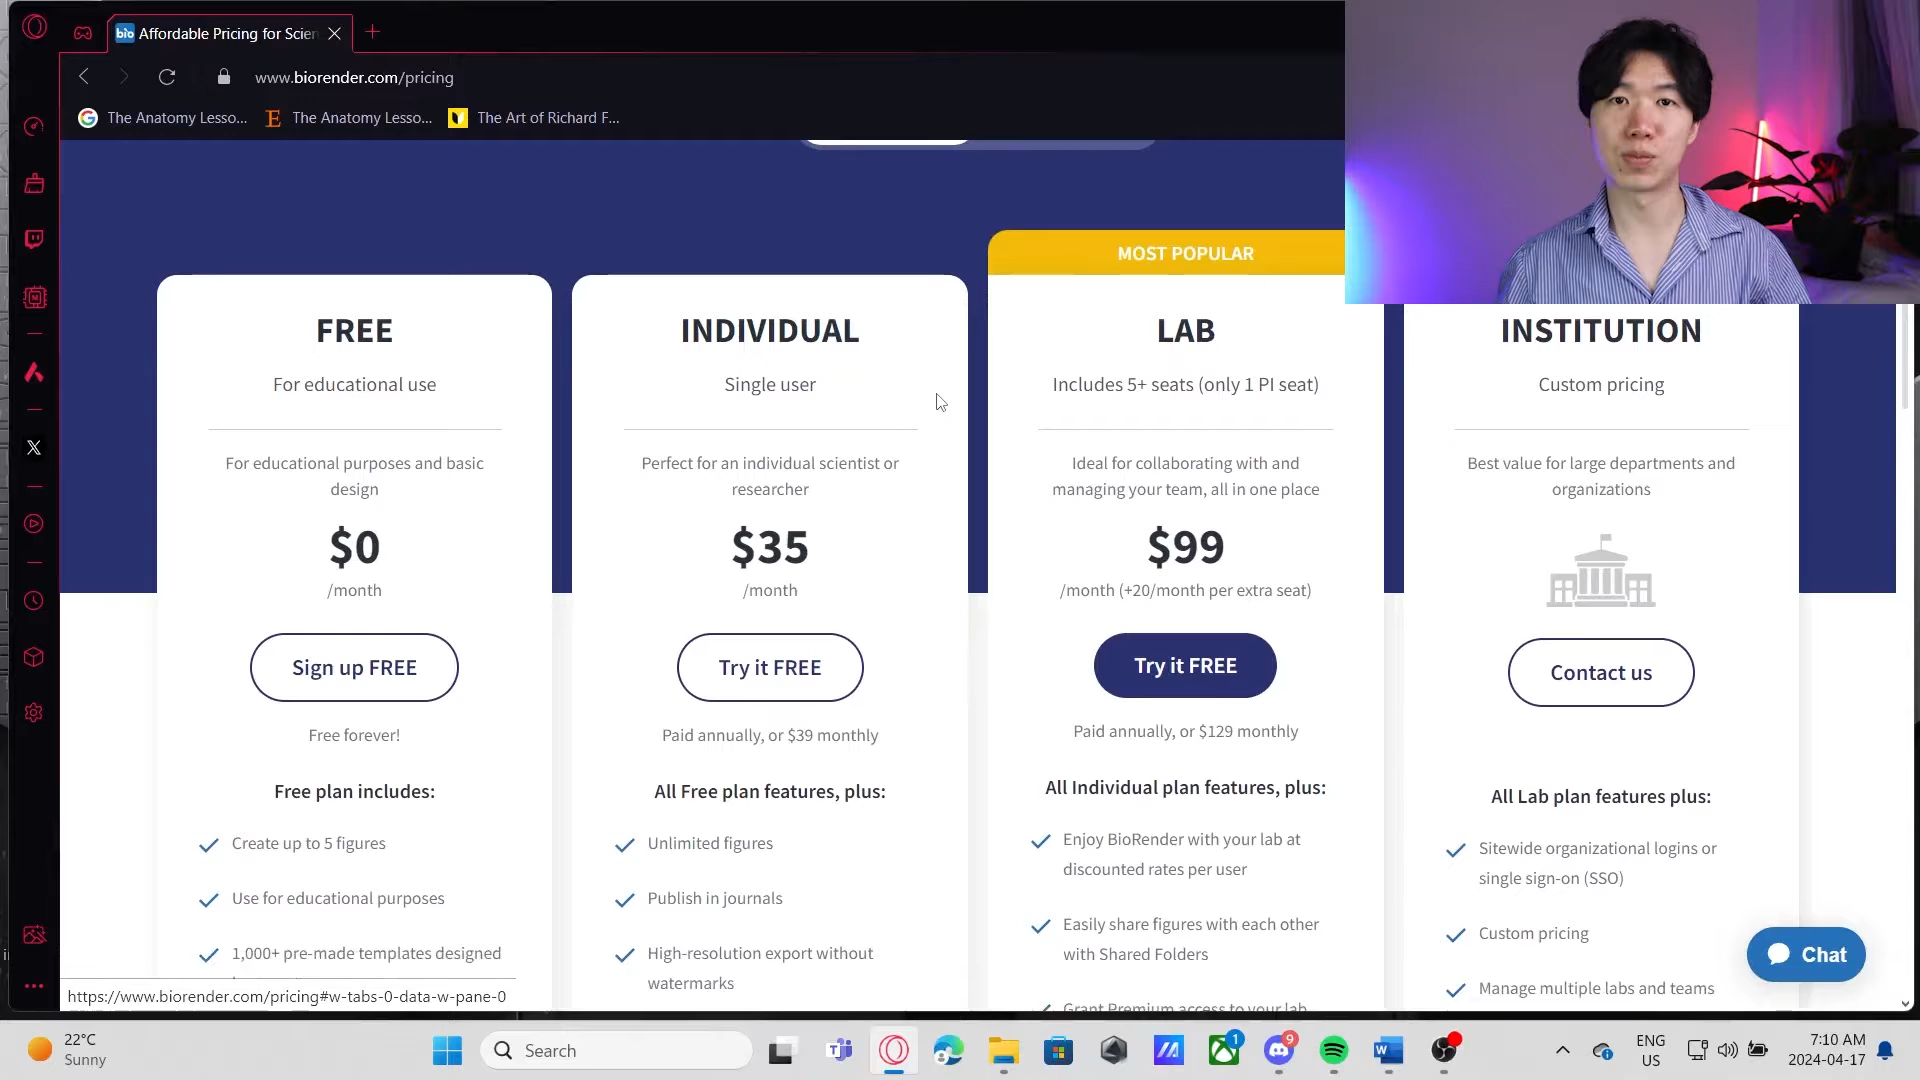 bio Affordable Pricing for Scien
www.biorender.com/pricing
The Anatomy Lesso...
The Anatomy Lesso...
The Art of Richard F...
MOST POPULAR
FREE
For educational use
For educational purposes and basic
design
$0
/month
Sign up FREE
Free forever!
Free plan includes:
Create up to 5 figures
Use for educational purposes
1,000+ pre-made templates designed
INDIVIDUAL
Single user
Perfect for an individual scientist or
researcher
$35
/month
Try it FREE
Paid annually, or $39 monthly
All Free plan features, plus:
Unlimited figures
Publish in journals
High-resolution export without
watermarks
LAB
Includes 5+ seats (only 1 PI seat)
Ideal for collaborating with and
managing your team, all in one place
$99
/month (+20/month per extra seat)
Try it FREE
Paid annually, or $129 monthly
All Individual plan features, plus:
Enjoy BioRender with your lab at
discounted rates per user
Easily share figures with each other
with Shared Folders
Grant Premium access to your lab
INSTITUTION
Custom pricing
Best value for large departments and
organizations
Contact us
All Lab plan features plus:
Sitewide organizational logins or
single sign-on (SSO)
Custom pricing
Manage multiple labs and teams
Chat
https://www.biorender.com/pricing#w-tabs-0-data-w-pane-0
22°C
Sunny
Search
1
9
ENG
US
7:10 AM
2024-04-17